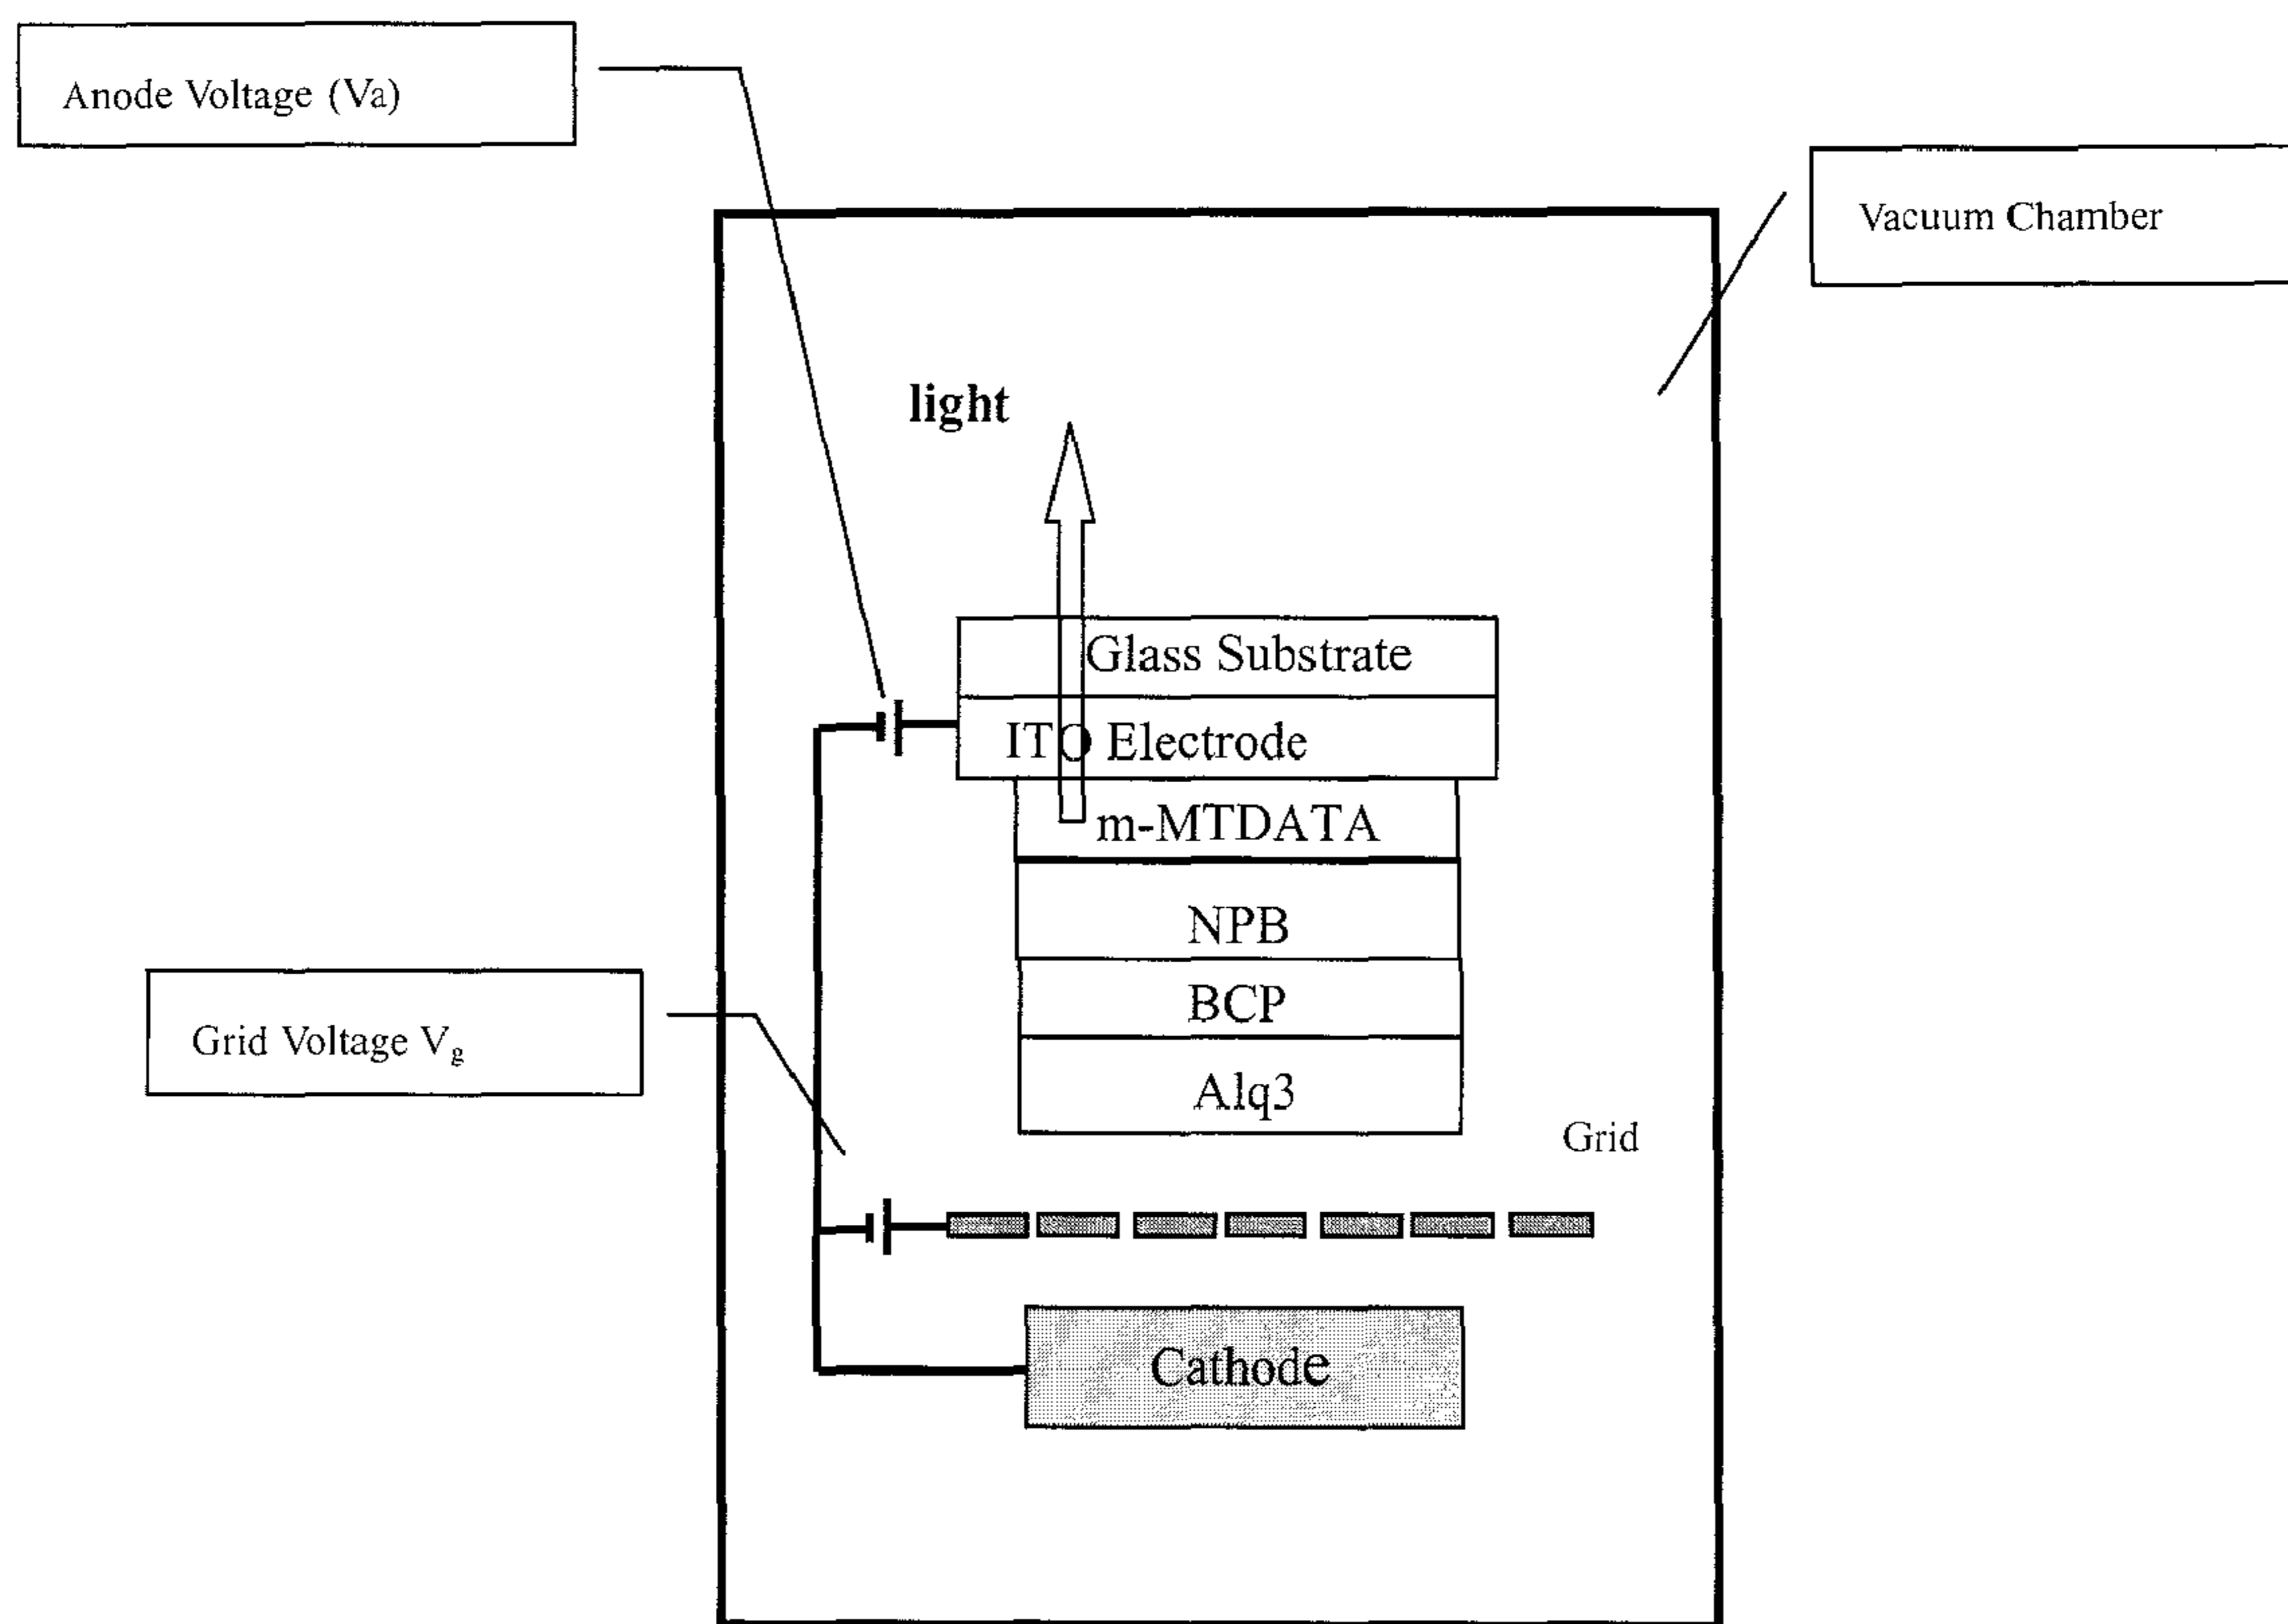 Anode Voltage (Va)
Vacuum Chamber
light
Glass Substrate
ITO Electrode
m-MTDATA
NPB
BCP
Grid Voltage Vg
Alq3
Grid
Cathode